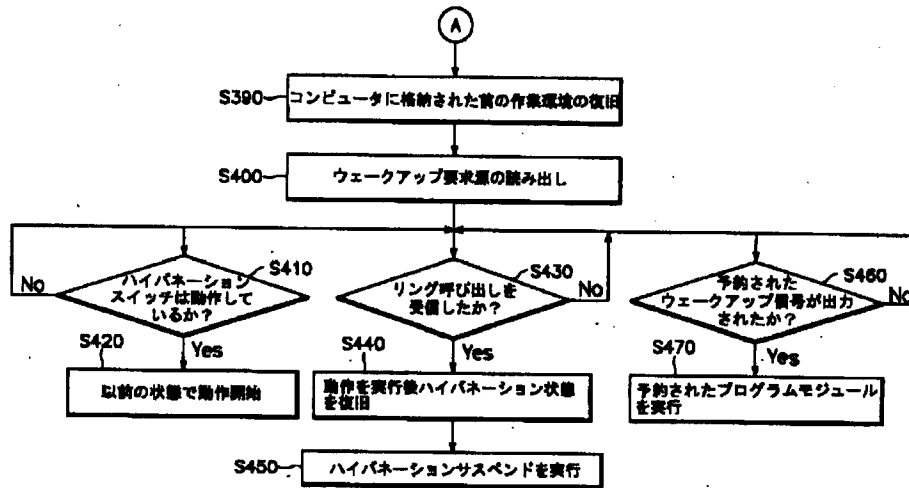 A
S390
コンピュータに格納された前の作業環境の復旧
S400
ウェークアップ要求源の読み出し
S410
ハイバネーション
スイッチは動作して
いるか?
No
Yes
S420
以前の状態で動作開始
S430
リング呼び出しを
受信したか?
No
Yes
S440
動作を実行後ハイバネーション状態
を復旧
S450
ハイバネーションサスペンドを実行
S460
予約された
ウェークアップ信号が出力
されたか?
No
Yes
S470
予約されたプログラムモジュール
を実行